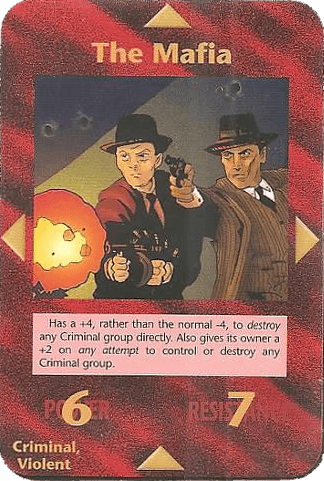 The Mafia
Has a +4, rather than the normal -4, to destroy
any Criminal group directly. Also gives its owner a
+2 on any attempt to control or destroy any
Criminal group.
POWER
6
RESISTANCE
7
Criminal,
Violent